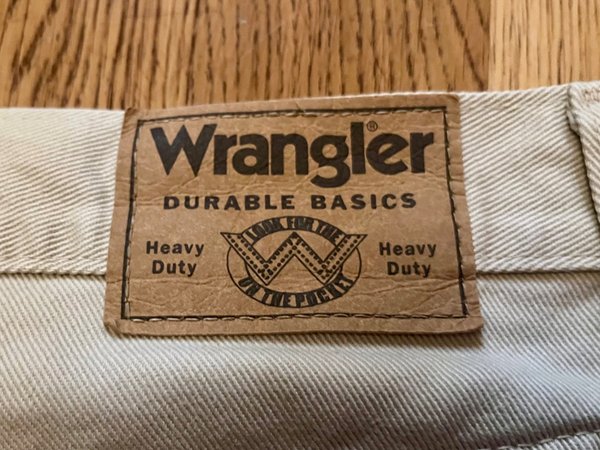 Wrangler®
DURABLE BASICS
Heavy Duty
LOOK FOR THE
W
ON THE POCKET
Heavy Duty